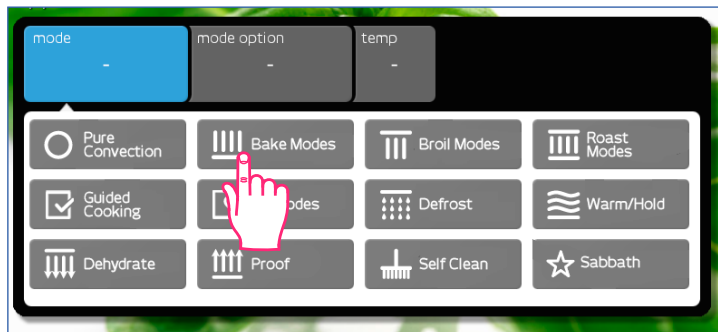 mode
mode option
temp
-
-
-
Pure
Convection
Bake Modes
Broil Modes
Roast
Modes
Guided
Cooking
odes
Defrost
Warm/Hold
Dehydrate
Proof
Self Clean
Sabbath